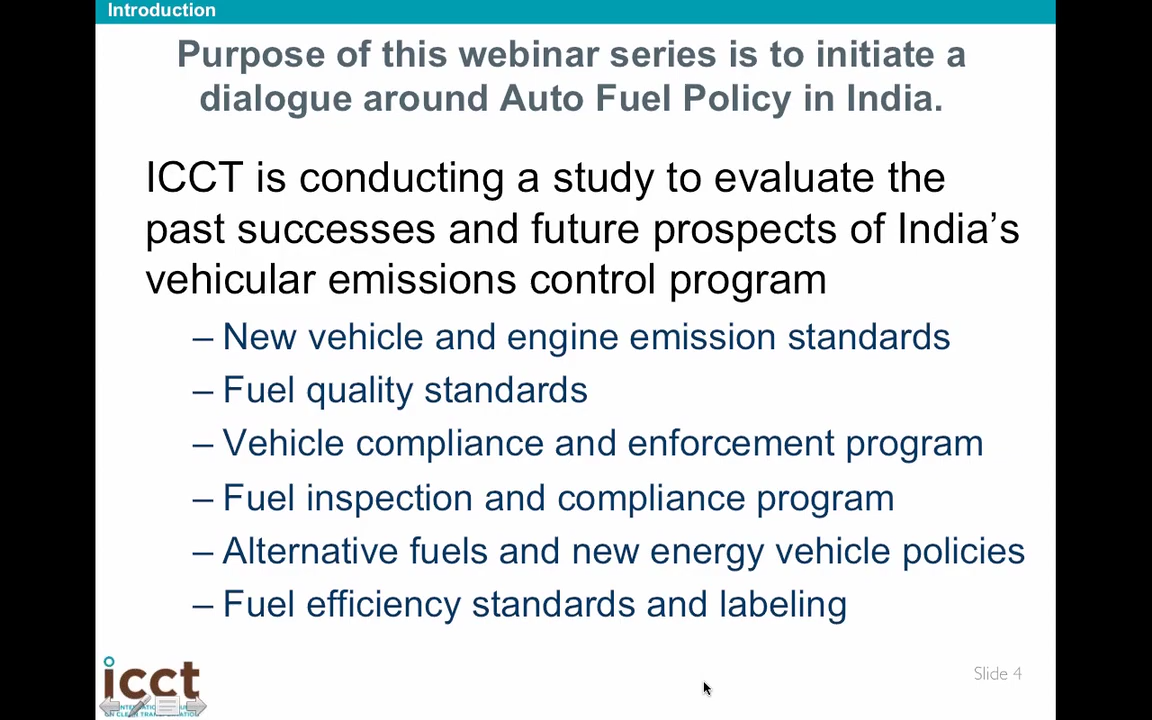 Introduction
Purpose of this webinar series is to initiate a
dialogue around Auto Fuel Policy in India.
ICCT is conducting a study to evaluate the
past successes and future prospects of India’s
vehicular emissions control program
– New vehicle and engine emission standards
– Fuel quality standards
– Vehicle compliance and enforcement program
– Fuel inspection and compliance program
– Alternative fuels and new energy vehicle policies
– Fuel efficiency standards and labeling
icct
Slide 4